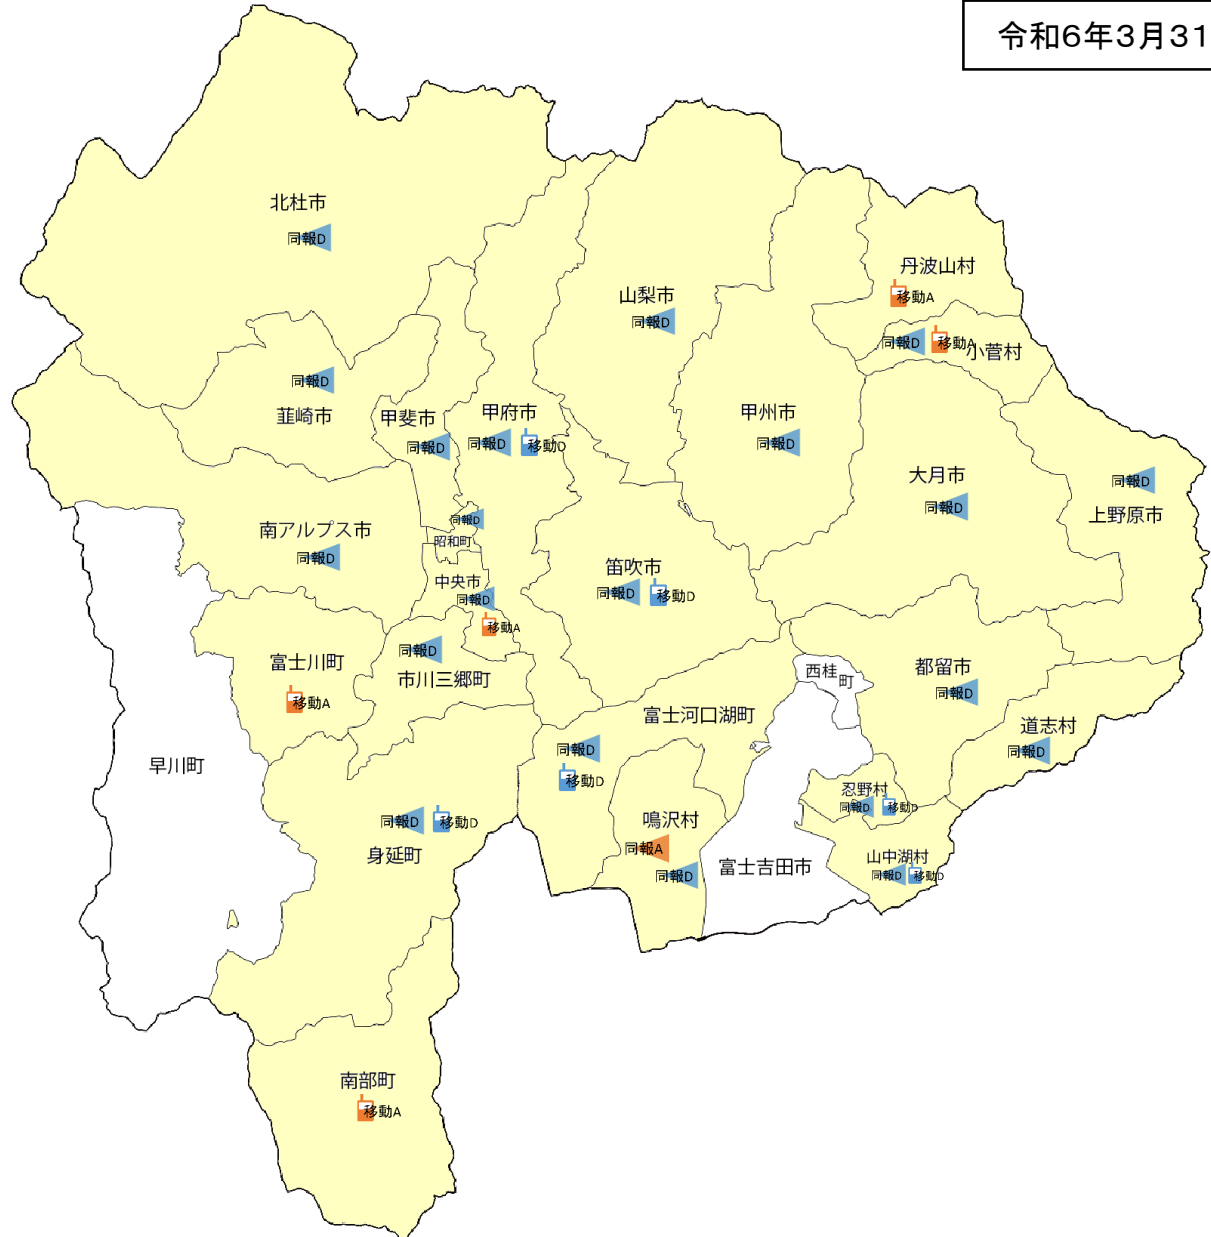 令和6年3月31
北杜市
同報D
丹波山村
移動A
山梨市
同報D
同報D
移動A
小菅村
同報D
韮崎市
甲斐市
同報D
甲府市
同報D
移動D
甲州市
同報D
大月市
同報D
同報D
上野原市
南アルプス市
同報D
同報D
昭和町
中央市
同報D
移動A
笛吹市
同報D
移動D
富士川町
移動A
同報D
市川三郷町
西桂町
都留市
同報D
富士河口湖町
同報D
移動D
道志村
同報D
早川町
忍野村
同報D
移動D
同報D
移動D
身延町
鳴沢村
同報A
同報D
富士吉田市
山中湖村
同報D
移動D
南部町
移動A